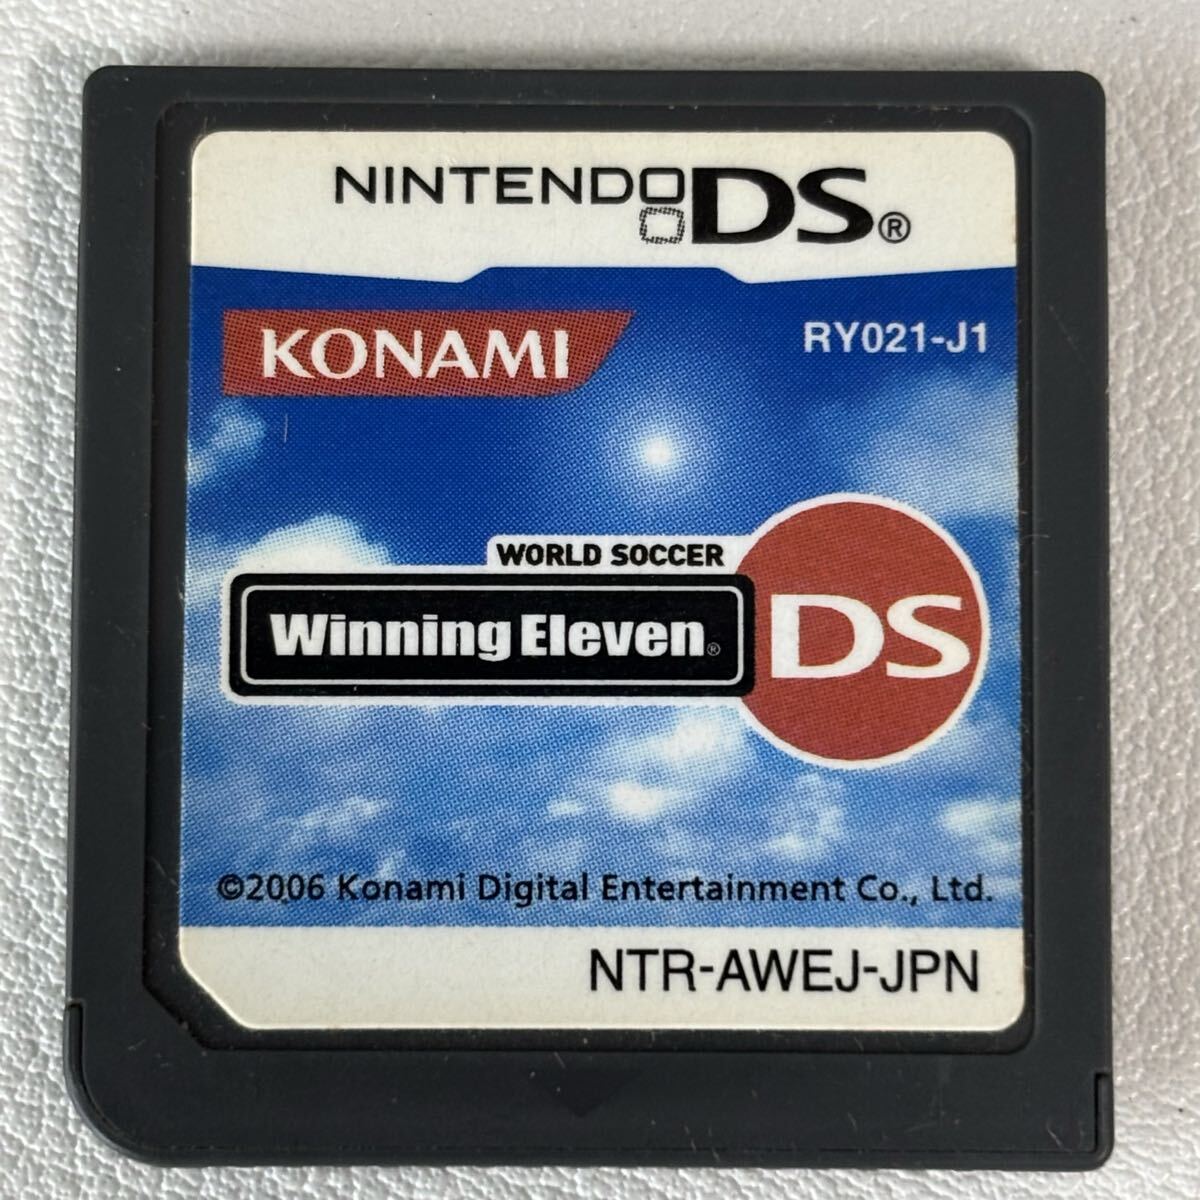 NINTENDO DS®
KONAMI
RY021-J1
WORLD SOCCER
Winning Eleven® DS
©2006 Konami Digital Entertainment Co., Ltd.
NTR-AWEJ-JPN